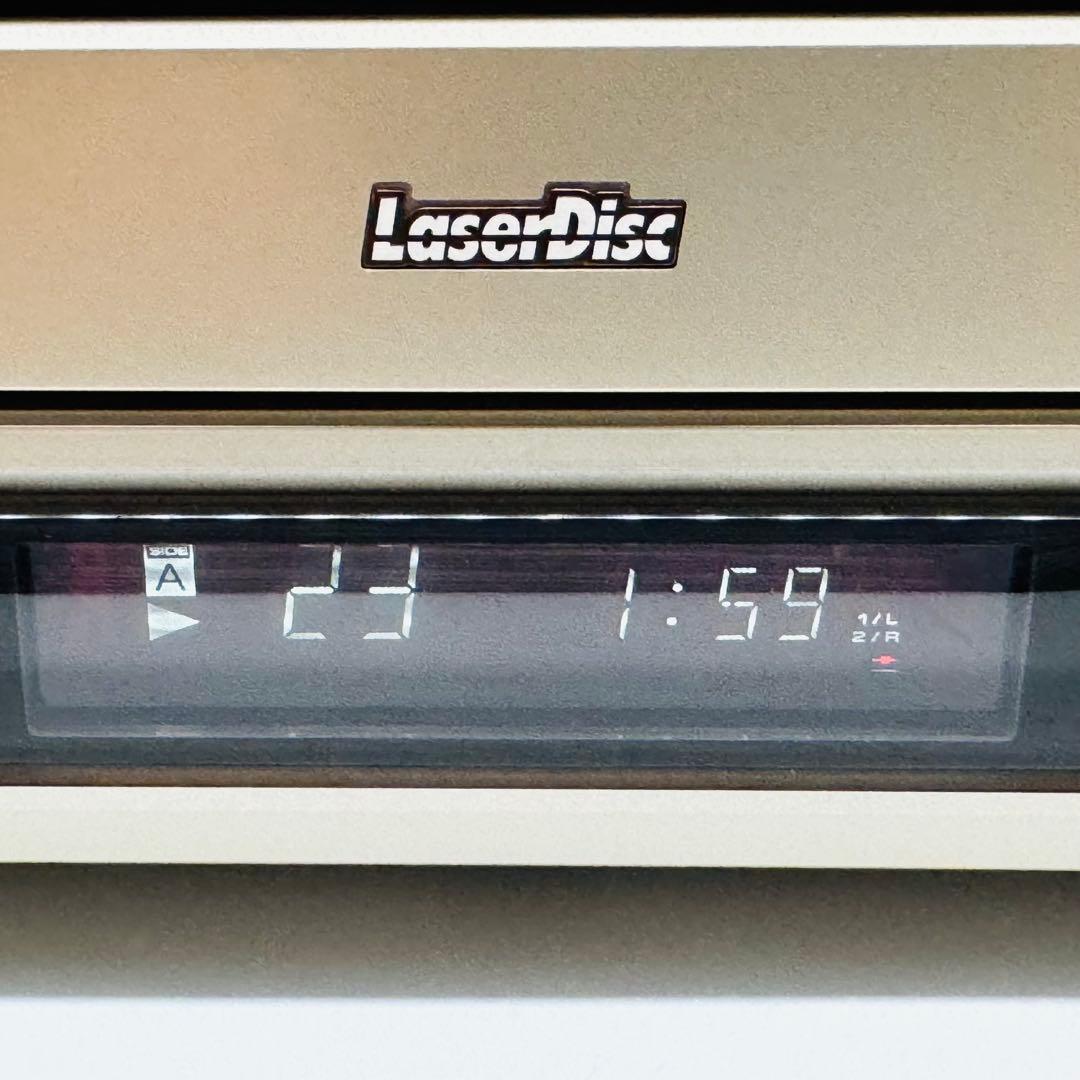 LaserDisc
SIDE
A 23 1:59
1/L
2/R